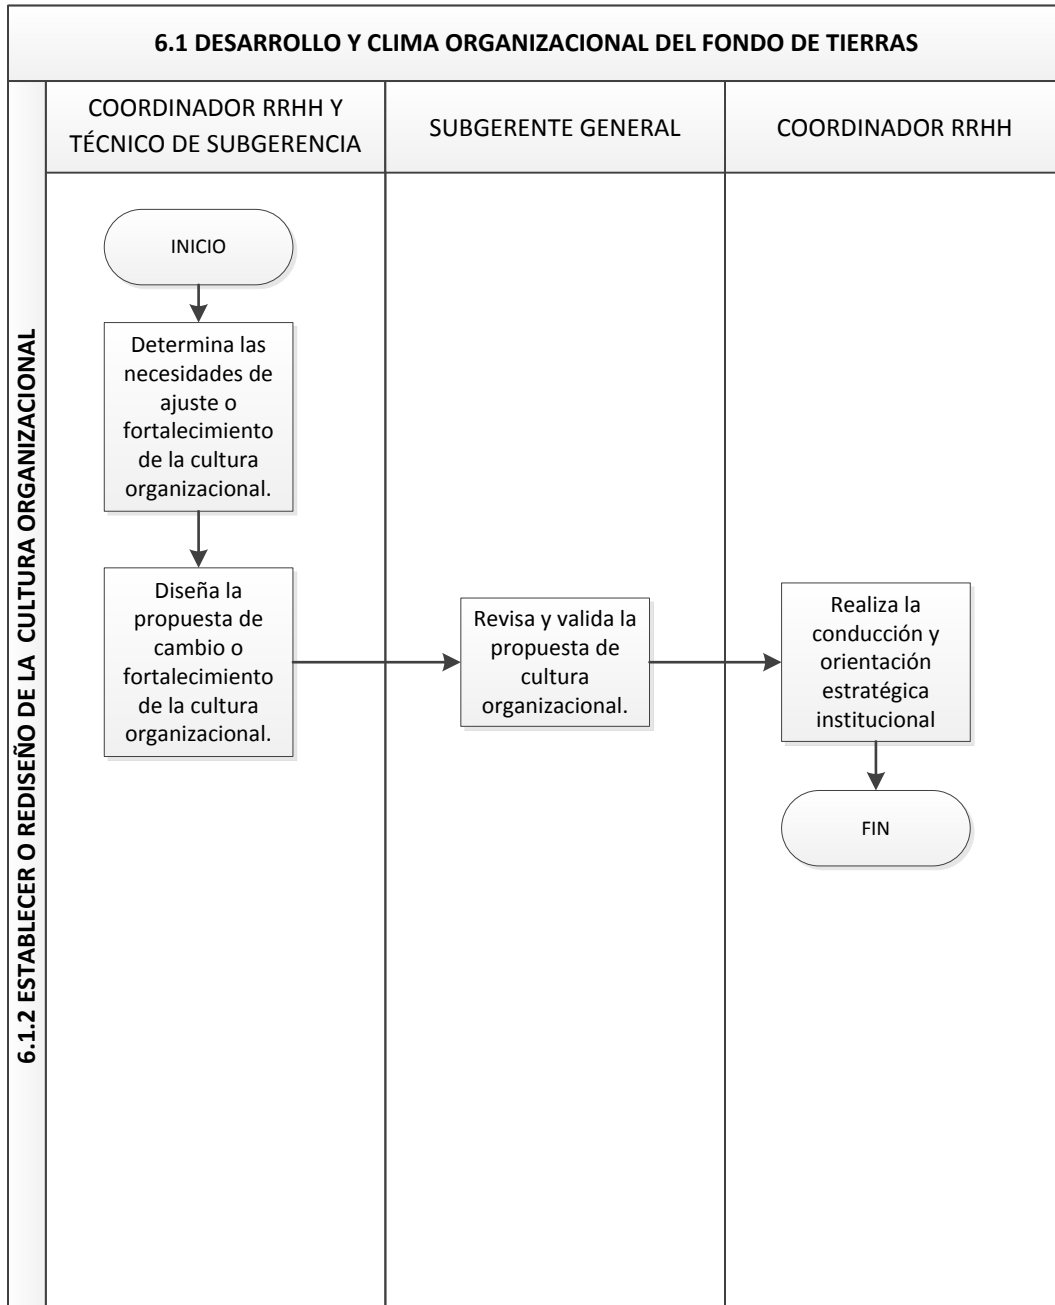 6.1 DESARROLLO Y CLIMA ORGANIZACIONAL DEL FONDO DE TIERRAS
6.1.2 ESTABLECER O REDISEÑO DE LA CULTURA ORGANIZACIONAL
COORDINADOR RRHH Y
TÉCNICO DE SUBGERENCIA
SUBGERENTE GENERAL
COORDINADOR RRHH
INICIO
Determina las
necesidades de
ajuste o
fortalecimiento
de la cultura
organizacional.
Diseña la
propuesta de
cambio o
fortalecimiento
de la cultura
organizacional.
Revisa y valida la
propuesta de
cultura
organizacional.
Realiza la
conducción y
orientación
estratégica
institucional
FIN